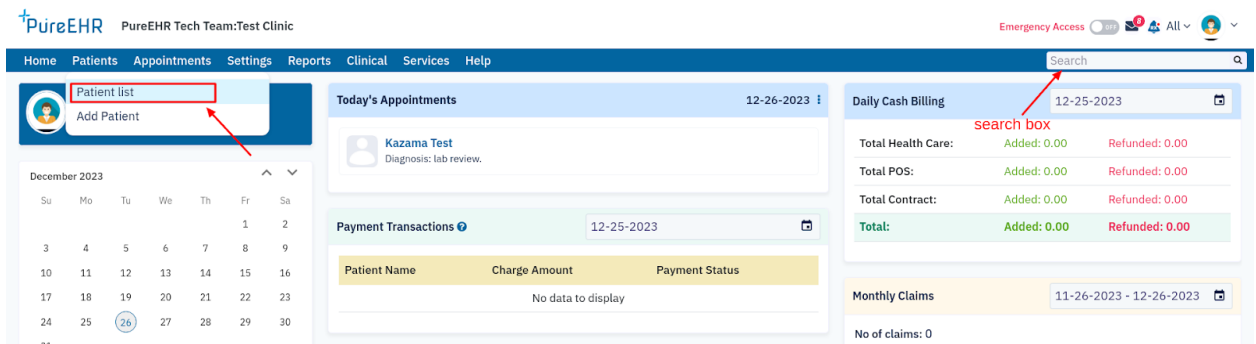 PureEHR PureEHR Tech Team:Test Clinic
Emergency Access OFF 8 All
Home Patients Appointments Settings Reports Clinical Services Help
Search
Patient list
Add Patient
December 2023
Su Mo Tu We Th Fr Sa
1 2
3 4 5 6 7 8 9
10 11 12 13 14 15 16
17 18 19 20 21 22 23
24 25 26 27 28 29 30
Today's Appointments 12-26-2023
Kazama Test
Diagnosis: lab review.
Payment Transactions ? 12-25-2023
Patient Name Charge Amount Payment Status
No data to display
search box
Daily Cash Billing 12-25-2023
Total Health Care: Added: 0.00 Refunded: 0.00
Total POS: Added: 0.00 Refunded: 0.00
Total Contract: Added: 0.00 Refunded: 0.00
Total: Added: 0.00 Refunded: 0.00
Monthly Claims 11-26-2023 - 12-26-2023
No of claims: 0